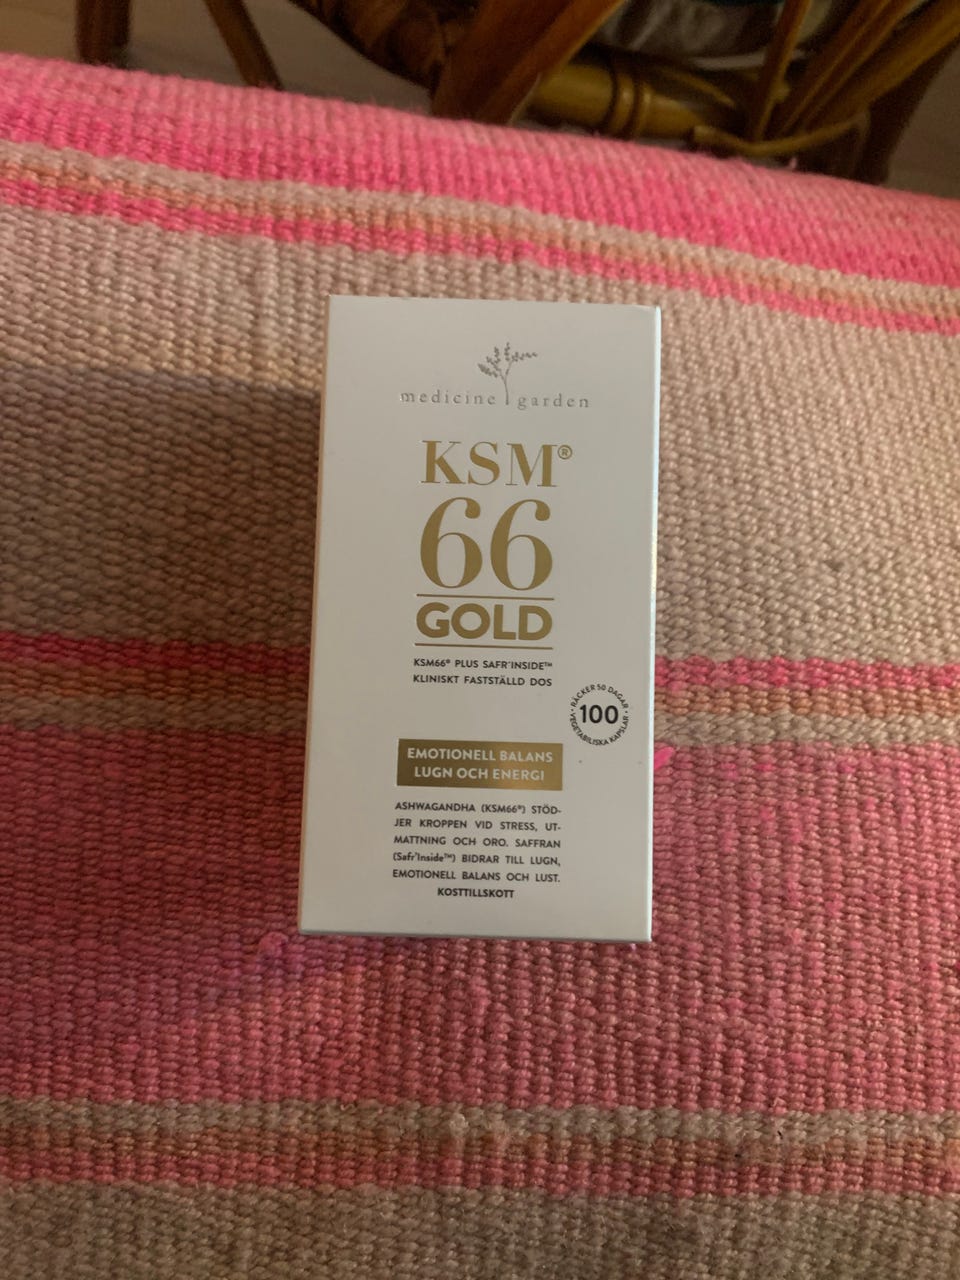 medicine garden
KSM®
66
GOLD
KSM66® PLUS SAFR'INSIDE™
KLINISKT FASTSTÄLLD DOS
• RÄCKER 50 DAGAR •
100
VEGETABILISKA KAPSLAR
EMOTIONELL BALANS
LUGN OCH ENERGI
ASHWAGANDHA (KSM66®) STÖD-
JER KROPPEN VID STRESS, UT-
MATTNING OCH ORO. SAFFRAN
(Safr'Inside™) BIDRAR TILL LUGN,
EMOTIONELL BALANS OCH LUST.
KOSTTILLSKOTT